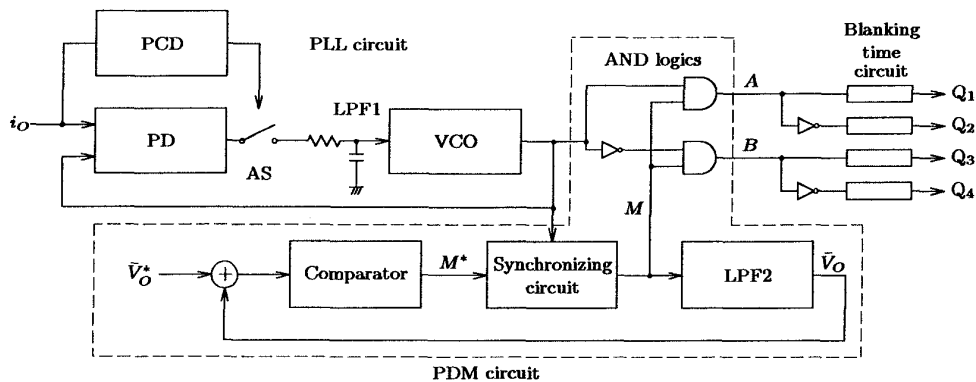 PCD
PLL circuit
AND logics
Blanking
time
circuit
LPF1
A
Q1
i_O
PD
VCO
Q2
AS
B
Q3
M
Q4
V̄*_O
Comparator
M*
Synchronizing
circuit
LPF2
V̄_O
PDM circuit